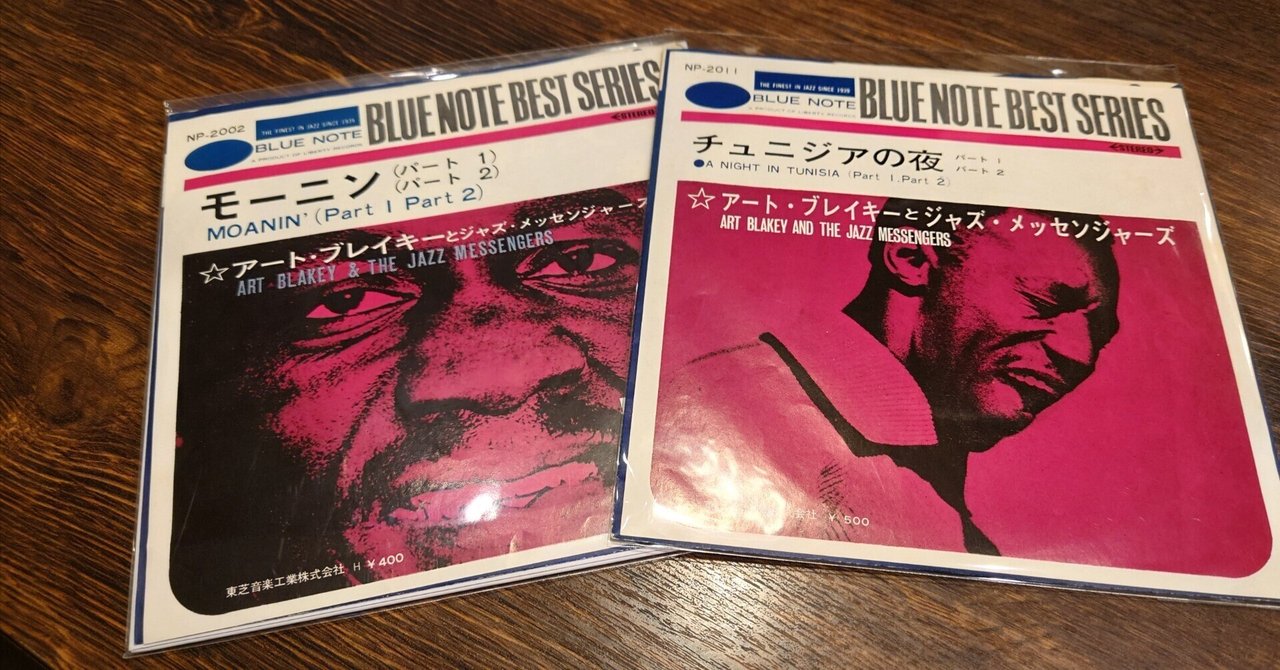 NP-2002
THE FINEST IN JAZZ SINCE 1939
BLUE NOTE
A PRODUCT OF LIBERTY RECORDS
BLUE NOTE BEST SERIES
STEREO
モーニン (パート 1)
(パート 2)
MOANIN' (Part 1 Part 2)
☆アート・ブレイキーとジャズ・メッセンジャーズ
ART BLAKEY & THE JAZZ MESSENGERS
東芝音楽工業株式会社 H ¥400
NP-2011
THE FINEST IN JAZZ SINCE 1939
BLUE NOTE
A PRODUCT OF LIBERTY RECORDS
BLUE NOTE BEST SERIES
STEREO
チュニジアの夜 パート 1
パート 2
●A NIGHT IN TUNISIA (Part 1. Part 2)
☆アート・ブレイキーとジャズ・メッセンジャーズ
ART BLAKEY AND THE JAZZ MESSENGERS
会社 ¥500